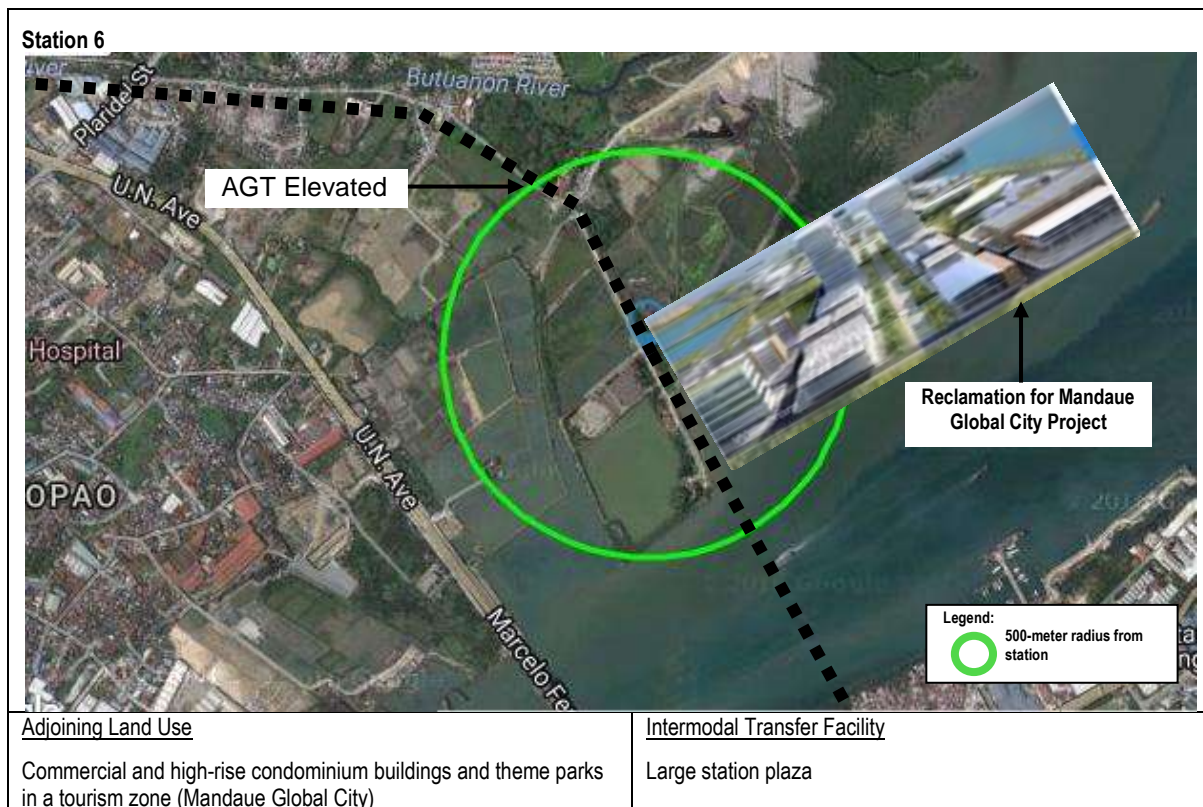 Station 6
River
Plaridel St
Butuanon River
U.N. Ave
AGT Elevated
Hospital
Reclamation for Mandaue
Global City Project
U.N. Ave
OPAO
Marcelo Fe
Legend:
500-meter radius from
station
Adjoining Land Use
Commercial and high-rise condominium buildings and theme parks
in a tourism zone (Mandaue Global City)
Intermodal Transfer Facility
Large station plaza